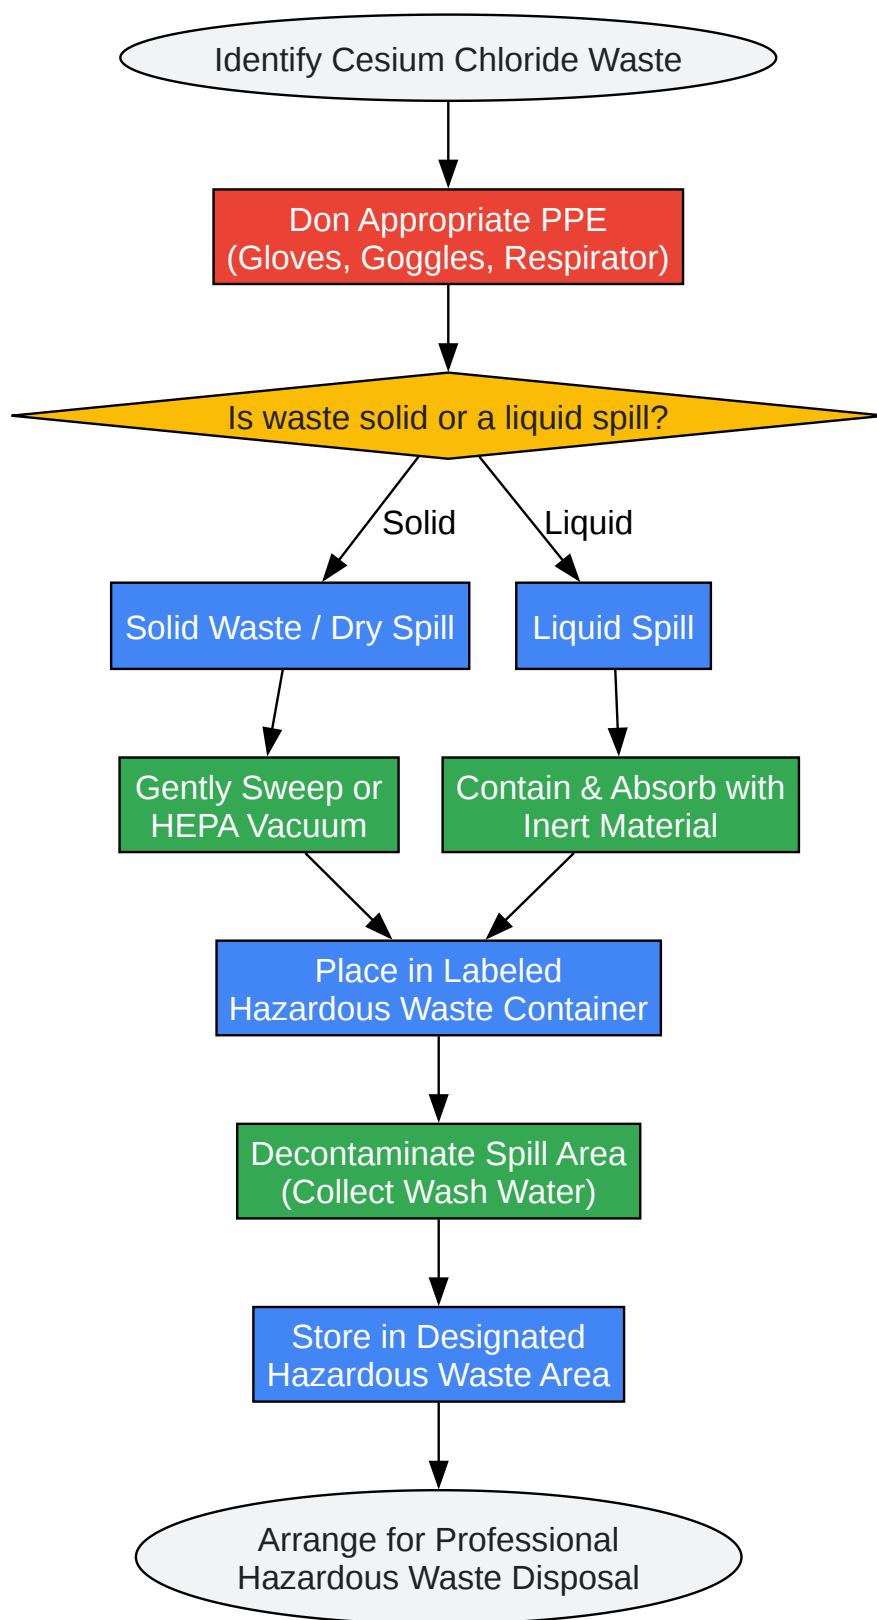 Identify Cesium Chloride Waste
Don Appropriate PPE
(Gloves, Goggles, Respirator)
Is waste solid or a liquid spill?
Solid
Liquid
Solid Waste / Dry Spill
Liquid Spill
Gently Sweep or
HEPA Vacuum
Contain & Absorb with
Inert Material
Place in Labeled
Hazardous Waste Container
Decontaminate Spill Area
(Collect Wash Water)
Store in Designated
Hazardous Waste Area
Arrange for Professional
Hazardous Waste Disposal